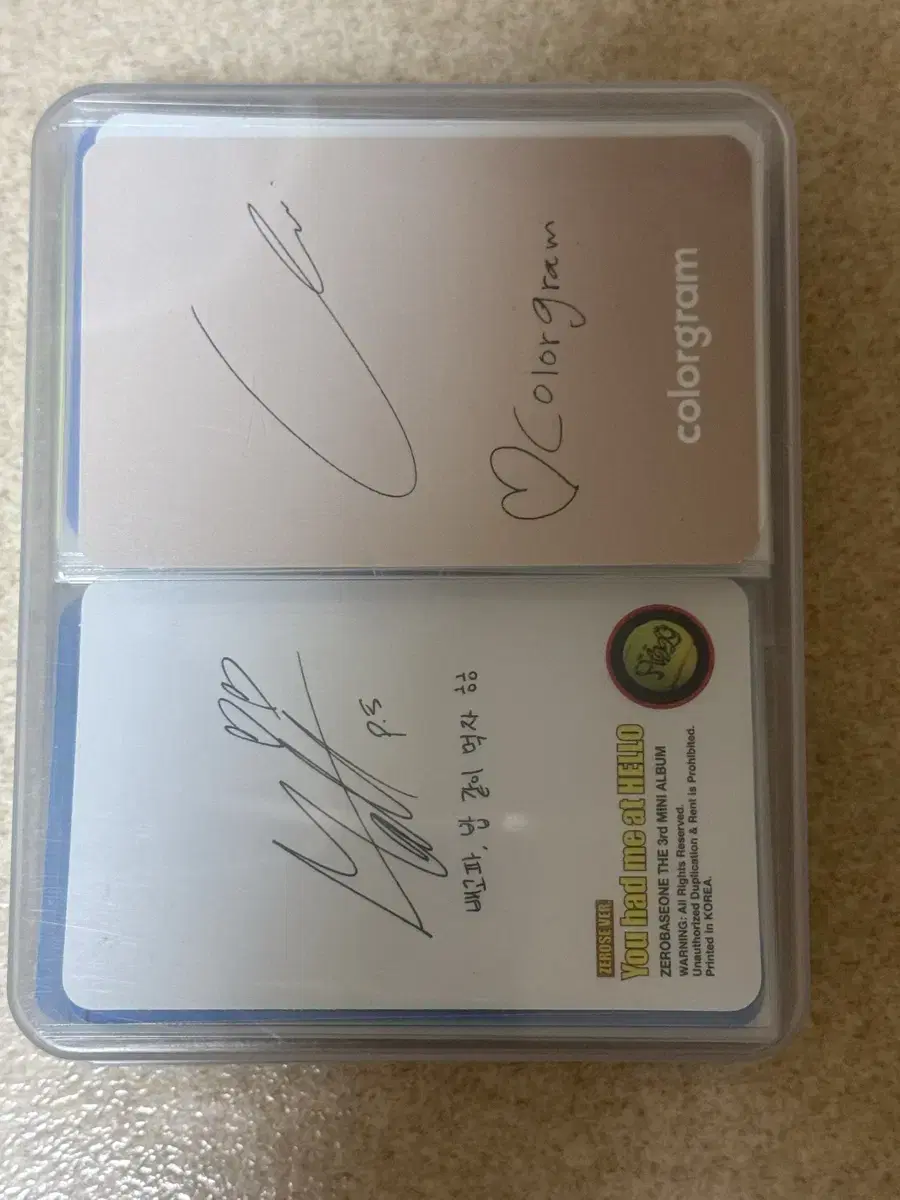 P.S
배고파, 밥 같이 먹자
ZEROSE VER.
You had me at HELLO
ZEROBASEONE THE 3rd MINI ALBUM
WARNING: All Rights Reserved.
Unauthorized Duplication & Rent is Prohibited.
Printed in KOREA.
♡Colorgram
colorgram